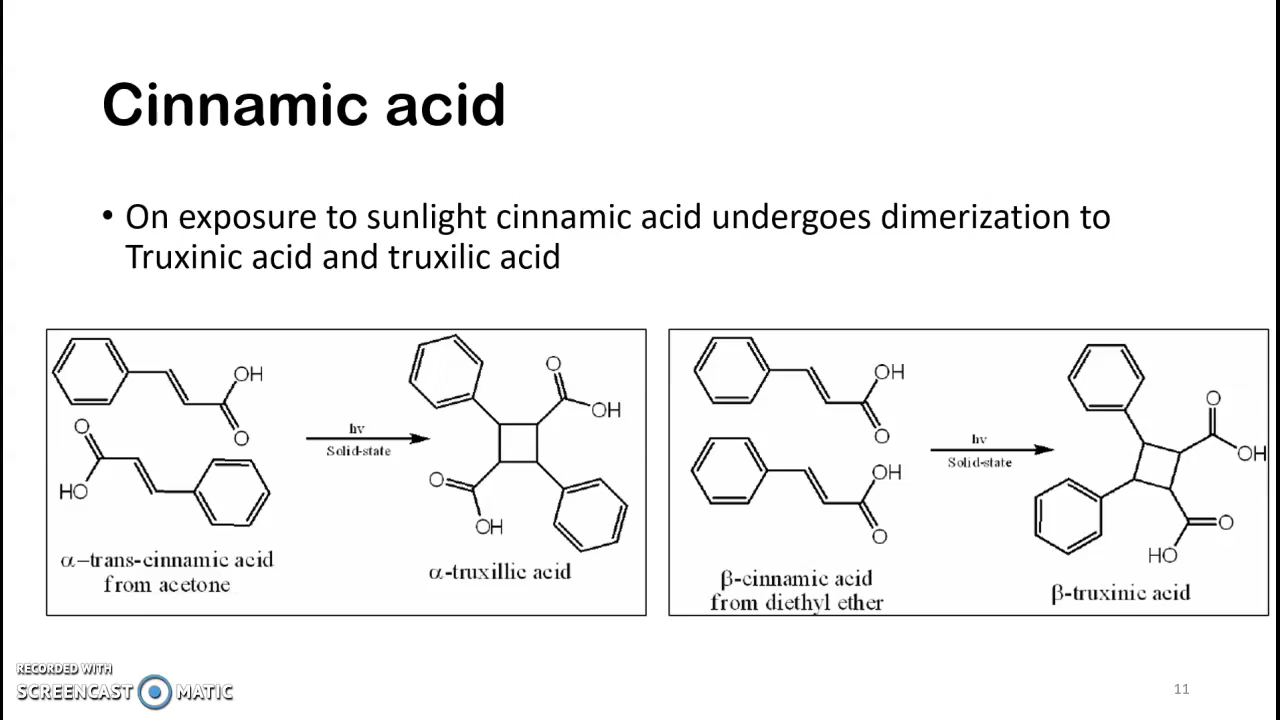 Cinnamic acid
• On exposure to sunlight cinnamic acid undergoes dimerization to
Truxinic acid and truxilic acid
OH
O
O
HO
α–trans-cinnamic acid
from acetone
hν
Solid-state
O
OH
O
OH
α-truxillic acid
OH
O
OH
O
β-cinnamic acid
from diethyl ether
hν
Solid-state
O
OH
O
HO
β-truxinic acid
RECORDED WITH
SCREENCAST MATIC
11